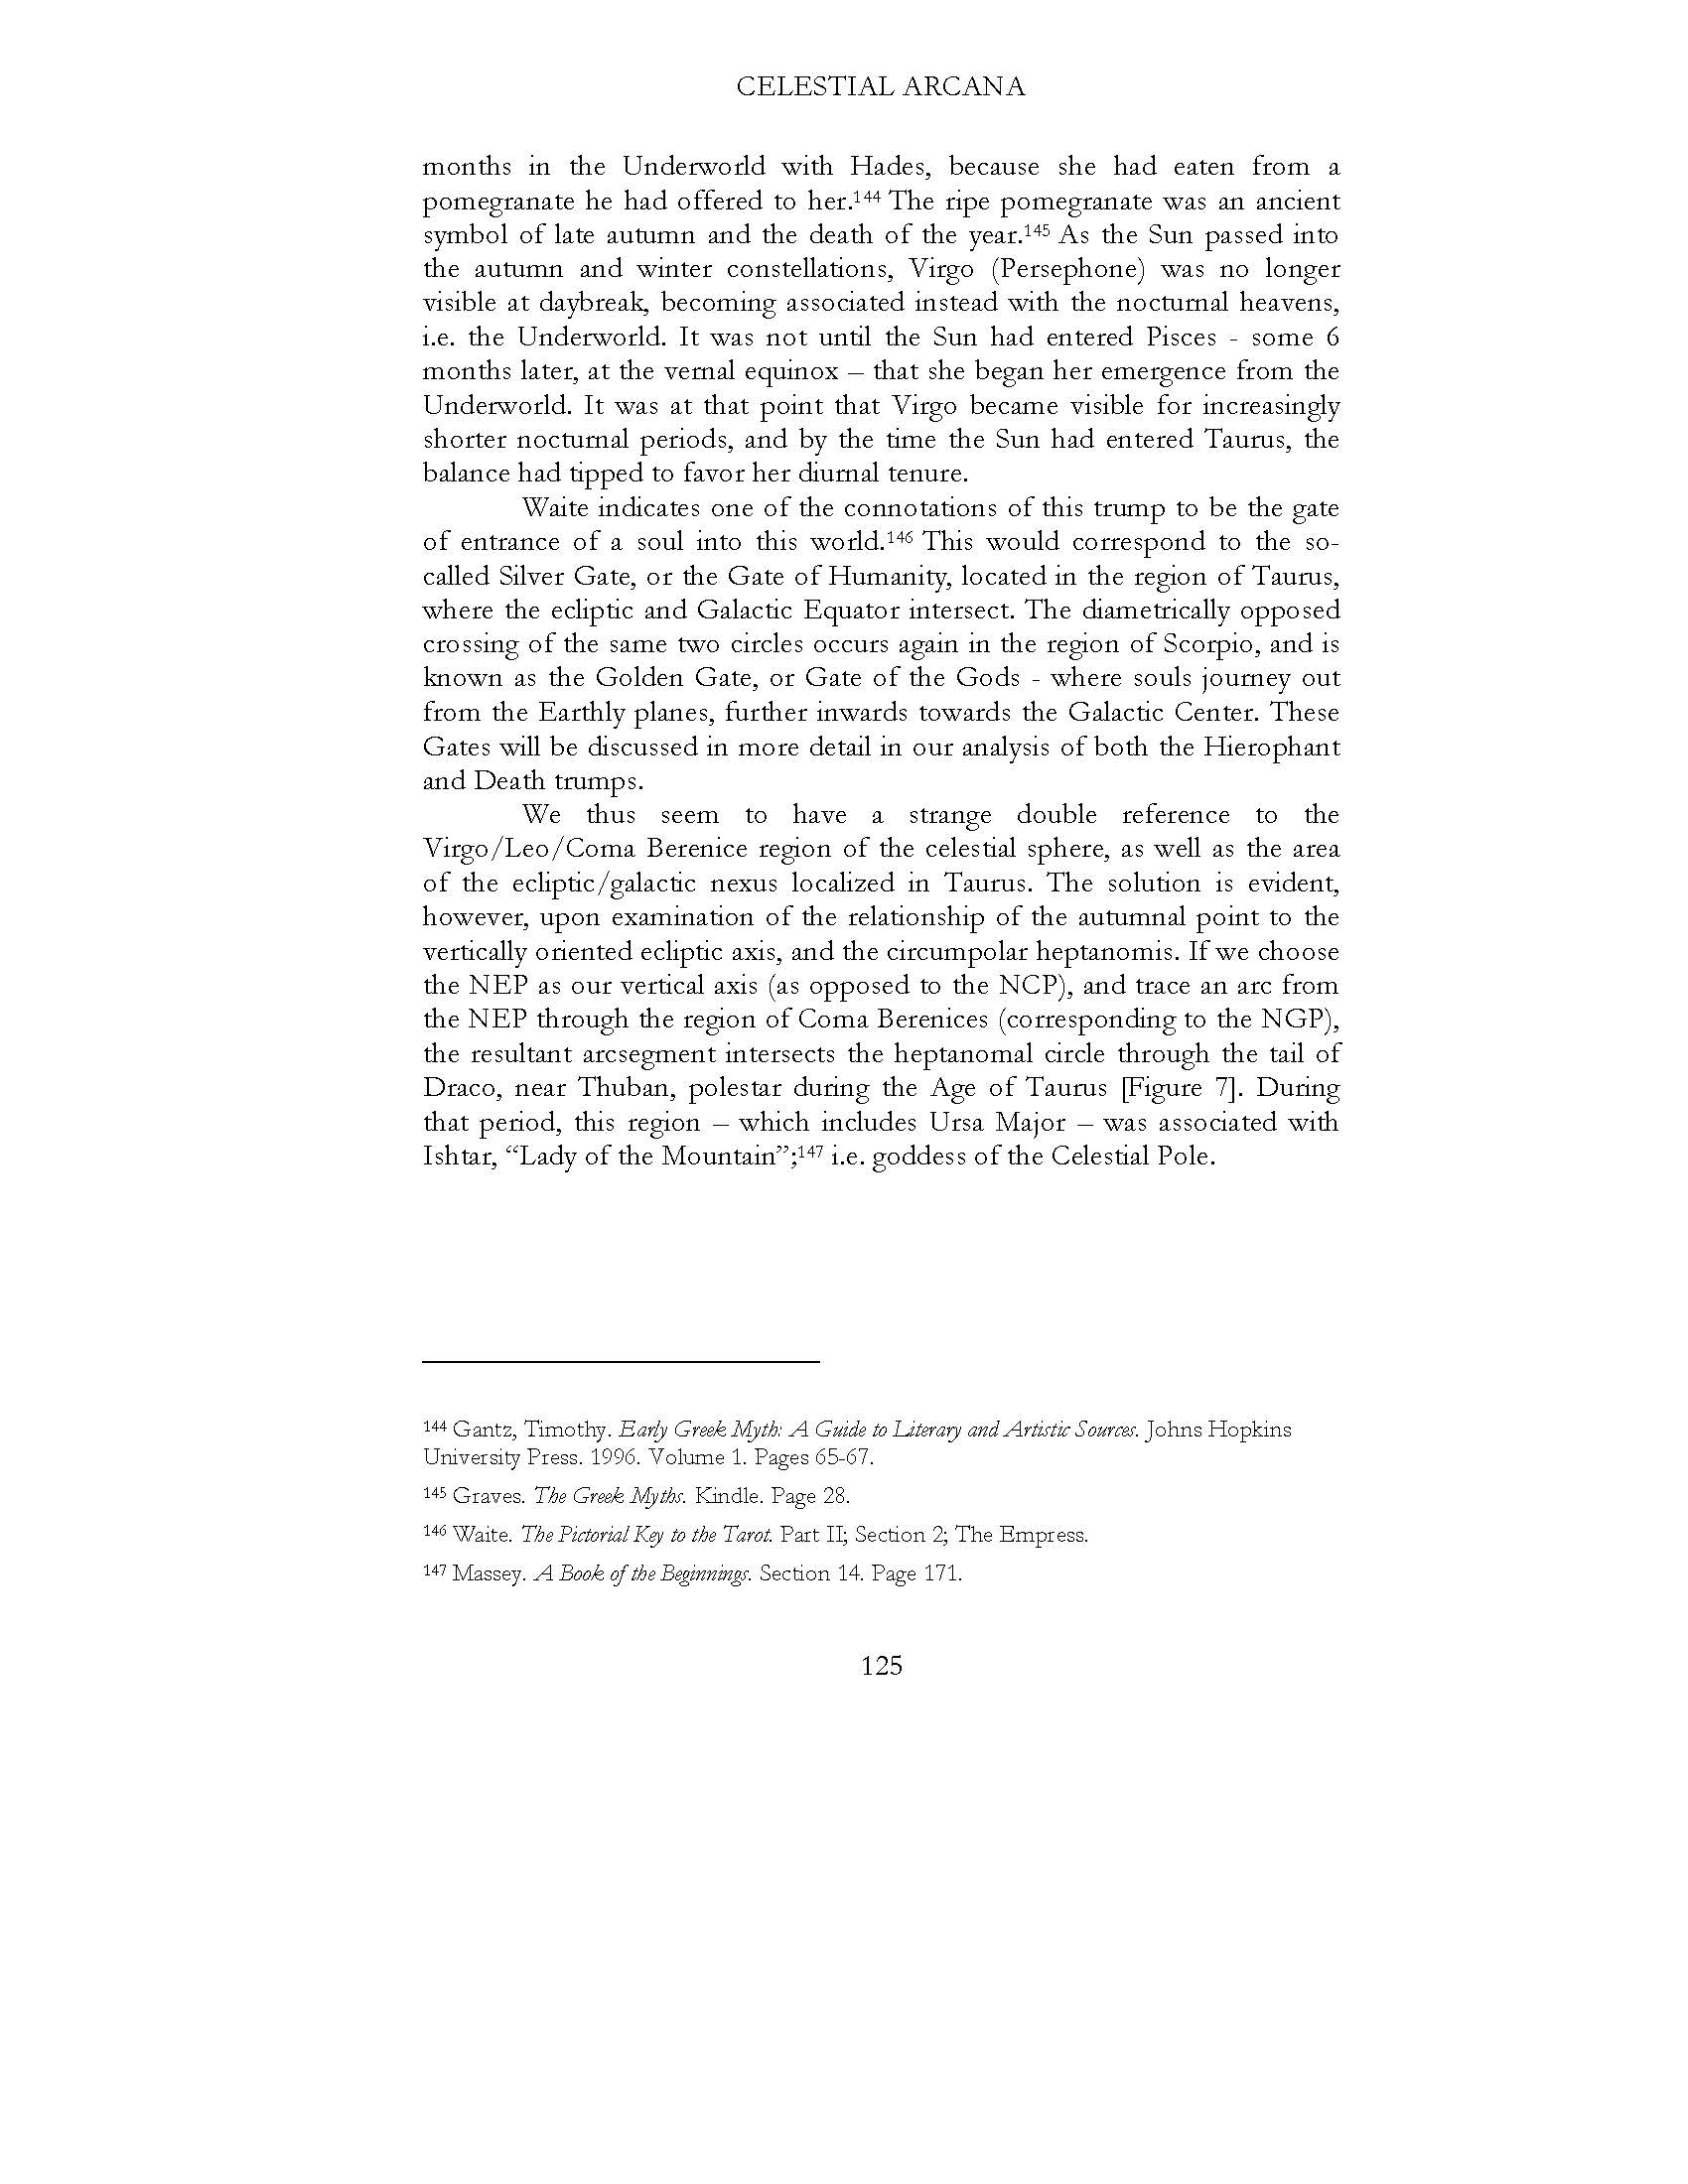 CELESTIAL ARCANA
months in the Underworld with Hades, because she had eaten from a
pomegranate he had offered to her.144 The ripe pomegranate was an ancient
symbol of late autumn and the death of the year.145 As the Sun passed into
the autumn and winter constellations, Virgo (Persephone) was no longer
visible at daybreak, becoming associated instead with the nocturnal heavens,
i.e. the Underworld. It was not until the Sun had entered Pisces - some 6
months later, at the vernal equinox – that she began her emergence from the
Underworld. It was at that point that Virgo became visible for increasingly
shorter nocturnal periods, and by the time the Sun had entered Taurus, the
balance had tipped to favor her diurnal tenure.
Waite indicates one of the connotations of this trump to be the gate
of entrance of a soul into this world.146 This would correspond to the so-
called Silver Gate, or the Gate of Humanity, located in the region of Taurus,
where the ecliptic and Galactic Equator intersect. The diametrically opposed
crossing of the same two circles occurs again in the region of Scorpio, and is
known as the Golden Gate, or Gate of the Gods - where souls journey out
from the Earthly planes, further inwards towards the Galactic Center. These
Gates will be discussed in more detail in our analysis of both the Hierophant
and Death trumps.
We thus seem to have a strange double reference to the
Virgo/Leo/Coma Berenice region of the celestial sphere, as well as the area
of the ecliptic/galactic nexus localized in Taurus. The solution is evident,
however, upon examination of the relationship of the autumnal point to the
vertically oriented ecliptic axis, and the circumpolar heptanomis. If we choose
the NEP as our vertical axis (as opposed to the NCP), and trace an arc from
the NEP through the region of Coma Berenices (corresponding to the NGP),
the resultant arcsegment intersects the heptanomal circle through the tail of
Draco, near Thuban, polestar during the Age of Taurus [Figure 7]. During
that period, this region – which includes Ursa Major – was associated with
Ishtar, “Lady of the Mountain”;147 i.e. goddess of the Celestial Pole.
144 Gantz, Timothy. Early Greek Myth: A Guide to Literary and Artistic Sources. Johns Hopkins
University Press. 1996. Volume 1. Pages 65-67.
145 Graves. The Greek Myths. Kindle. Page 28.
146 Waite. The Pictorial Key to the Tarot. Part II; Section 2; The Empress.
147 Massey. A Book of the Beginnings. Section 14. Page 171.
125